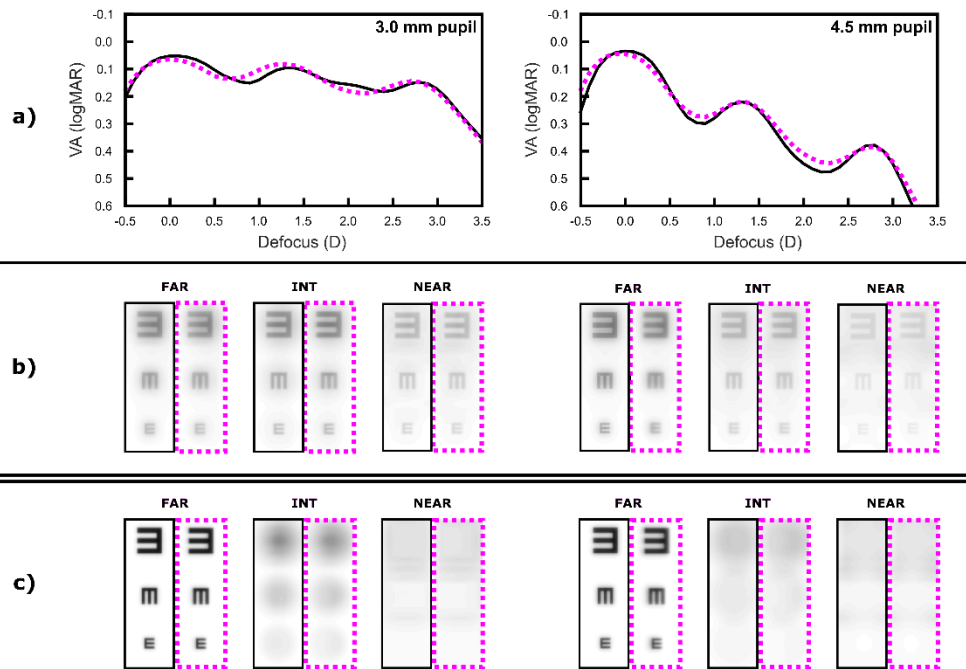 3.0 mm pupil
4.5 mm pupil
-0.1
0.0
0.1
0.2
0.3
0.4
0.5
0.6
VA (logMAR)
-0.5 0.0 0.5 1.0 1.5 2.0 2.5 3.0 3.5
Defocus (D)
-0.1
0.0
0.1
0.2
0.3
0.4
0.5
0.6
VA (logMAR)
-0.5 0.0 0.5 1.0 1.5 2.0 2.5 3.0 3.5
Defocus (D)
a)
FAR INT NEAR FAR INT NEAR
b)
FAR INT NEAR FAR INT NEAR
c)